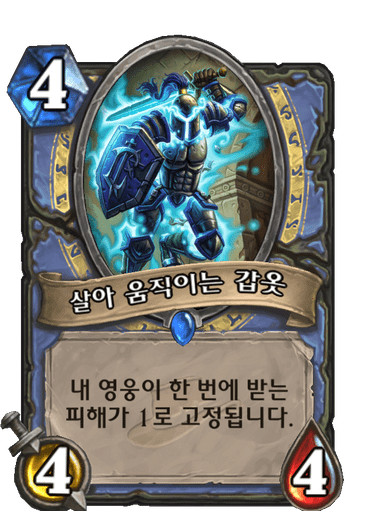 4
살아 움직이는 갑옷
내 영웅이 한 번에 받는
피해가 1로 고정됩니다.
4
4